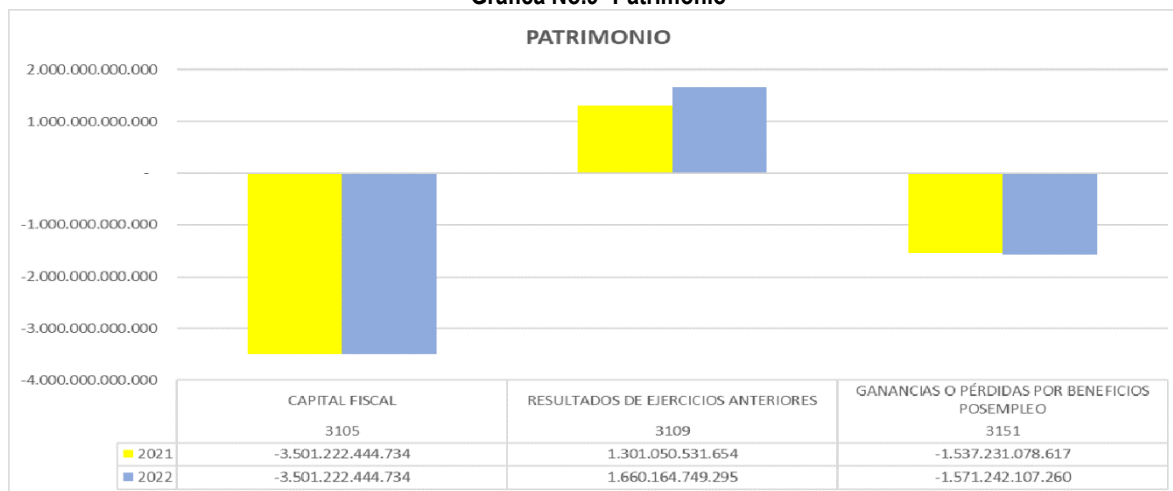 PATRIMONIO
2.000.000.000.000
1.000.000.000.000
-
-1.000.000.000.000
-2.000.000.000.000
-3.000.000.000.000
-4.000.000.000.000
CAPITAL FISCAL RESULTADOS DE EJERCICIOS ANTERIORES GANANCIAS O PÉRDIDAS POR BENEFICIOS POSEMPLEO
3105 3109 3151
2021 -3.501.222.444.734 1.301.050.531.654 -1.537.231.078.617
2022 -3.501.222.444.734 1.660.164.749.295 -1.571.242.107.260